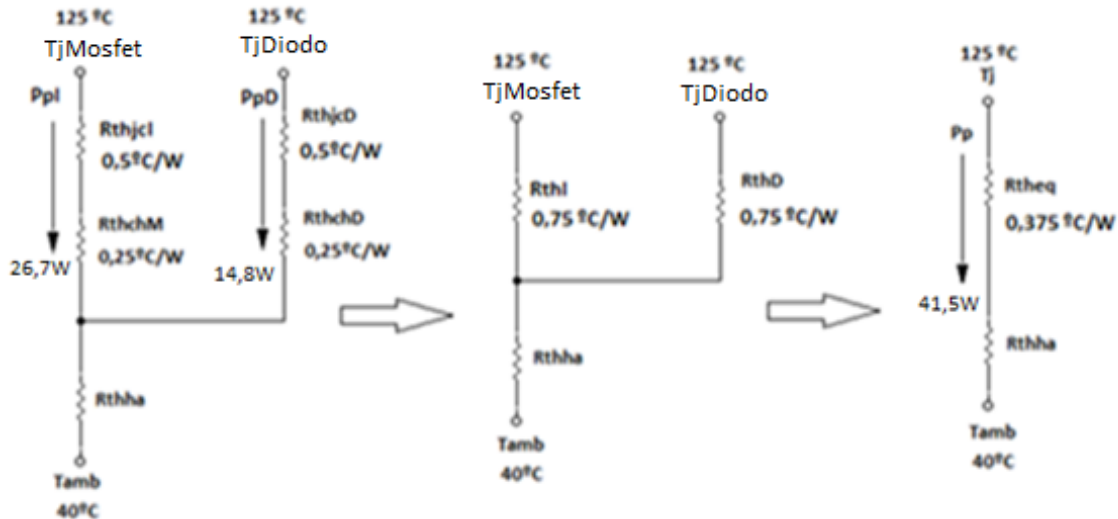 125 ºC
TjMosfet
PpI
RthjcI
0,5ºC/W
RthchM
0,25ºC/W
26,7W
Rthha
Tamb
40ºC
125 ºC
TjDiodo
PpD
RthjcD
0,5ºC/W
RthchD
0,25ºC/W
14,8W
125 ºC
TjMosfet
RthI
0,75 ºC/W
Rthha
Tamb
40ºC
125 ºC
TjDiodo
RthD
0,75 ºC/W
125 ºC
Tj
Pp
Rtheq
0,375 ºC/W
41,5W
Rthha
Tamb
40ºC